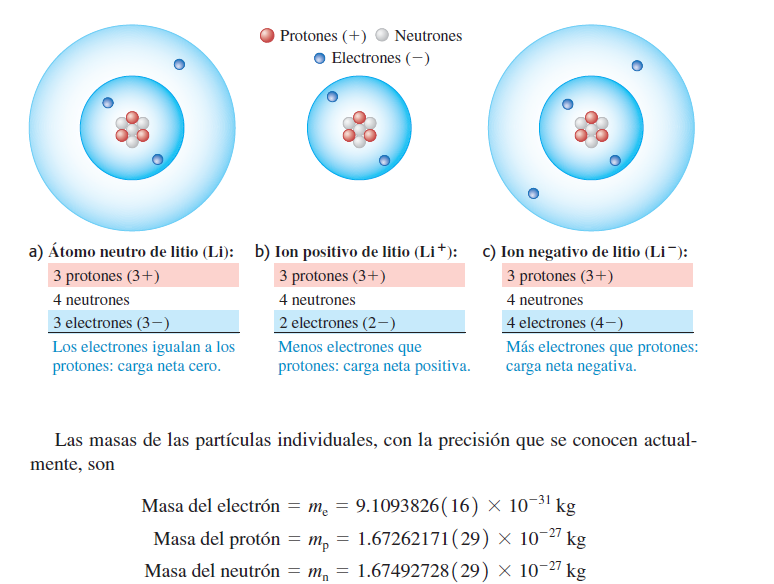 Protones (+) Neutrones
Electrones (−)
a) Átomo neutro de litio (Li):
3 protones (3+)
4 neutrones
3 electrones (3−)
Los electrones igualan a los
protones: carga neta cero.
b) Ion positivo de litio (Li⁺):
3 protones (3+)
4 neutrones
2 electrones (2−)
Menos electrones que
protones: carga neta positiva.
c) Ion negativo de litio (Li⁻):
3 protones (3+)
4 neutrones
4 electrones (4−)
Más electrones que protones:
carga neta negativa.
Las masas de las partículas individuales, con la precisión que se conocen actual-
mente, son
Masa del electrón = mₑ = 9.1093826(16) × 10⁻³¹ kg
Masa del protón = mₚ = 1.67262171(29) × 10⁻²⁷ kg
Masa del neutrón = mₙ = 1.67492728(29) × 10⁻²⁷ kg